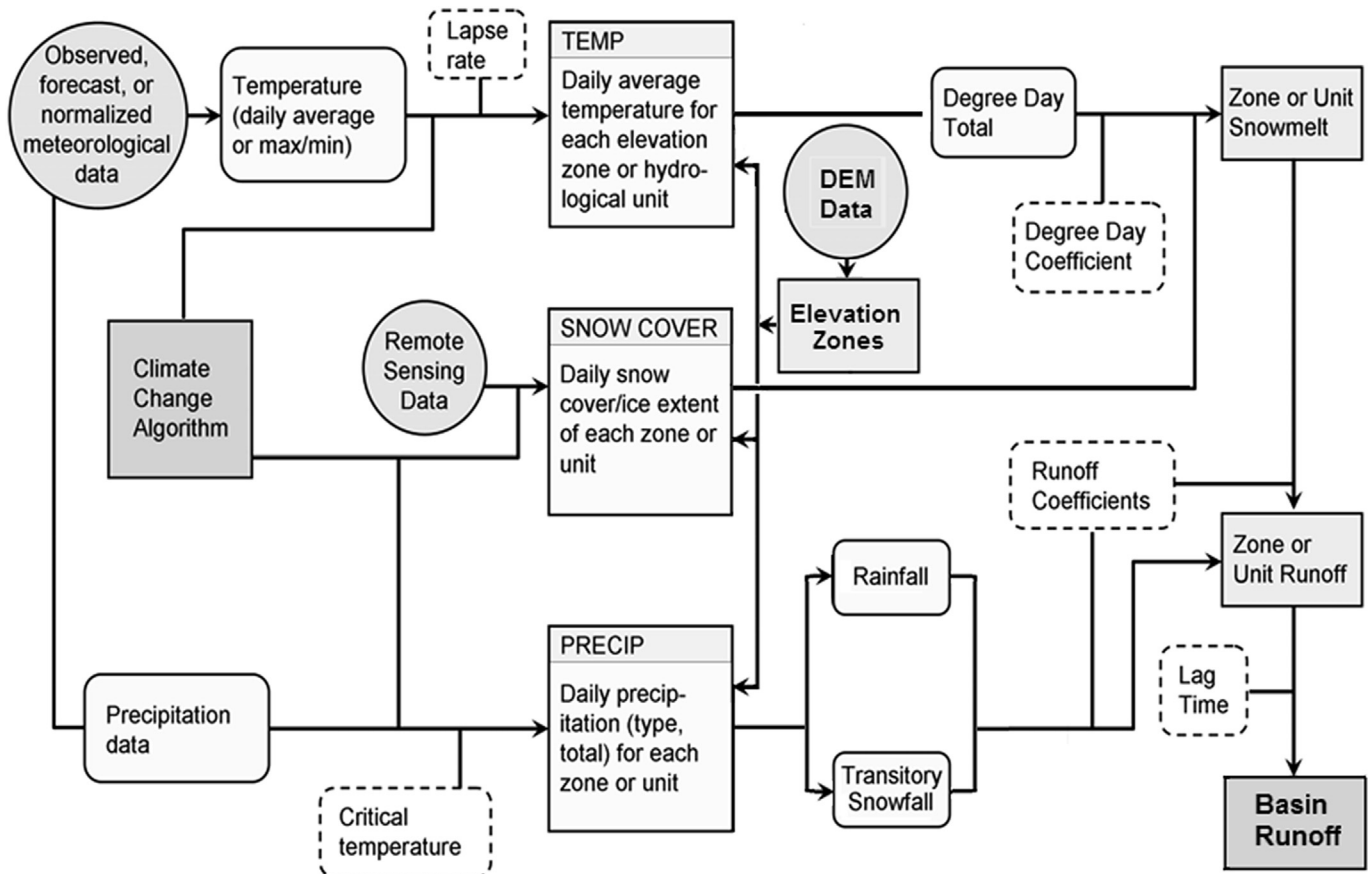 Observed,
forecast, or
normalized
meteorological
data
Temperature
(daily average
or max/min)
Lapse
rate
TEMP
Daily average
temperature for
each elevation
zone or hydro-
logical unit
DEM
Data
Degree Day
Total
Zone or Unit
Snowmelt
Degree Day
Coefficient
Elevation
Zones
Climate
Change
Algorithm
Remote
Sensing
Data
SNOW COVER
Daily snow
cover/ice extent
of each zone or
unit
Runoff
Coefficients
Zone or
Unit Runoff
Rainfall
Precipitation
data
PRECIP
Daily precip-
itation (type,
total) for each
zone or unit
Transitory
Snowfall
Lag
Time
Critical
temperature
Basin
Runoff